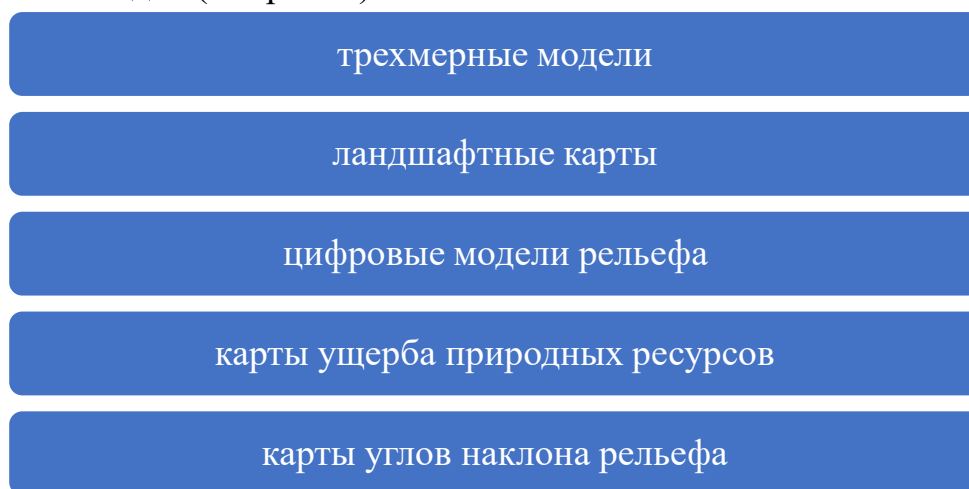 трехмерные модели
ландшафтные карты
цифровые модели рельефа
карты ущерба природных ресурсов
карты углов наклона рельефа